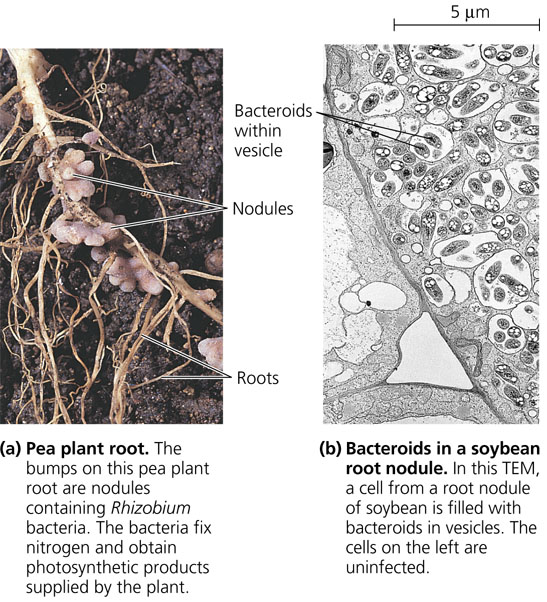 5 μm
Bacteroids
within
vesicle
Nodules
Roots
(a) Pea plant root. The
bumps on this pea plant
root are nodules
containing Rhizobium
bacteria. The bacteria fix
nitrogen and obtain
photosynthetic products
supplied by the plant.
(b) Bacteroids in a soybean
root nodule. In this TEM,
a cell from a root nodule
of soybean is filled with
bacteroids in vesicles. The
cells on the left are
uninfected.